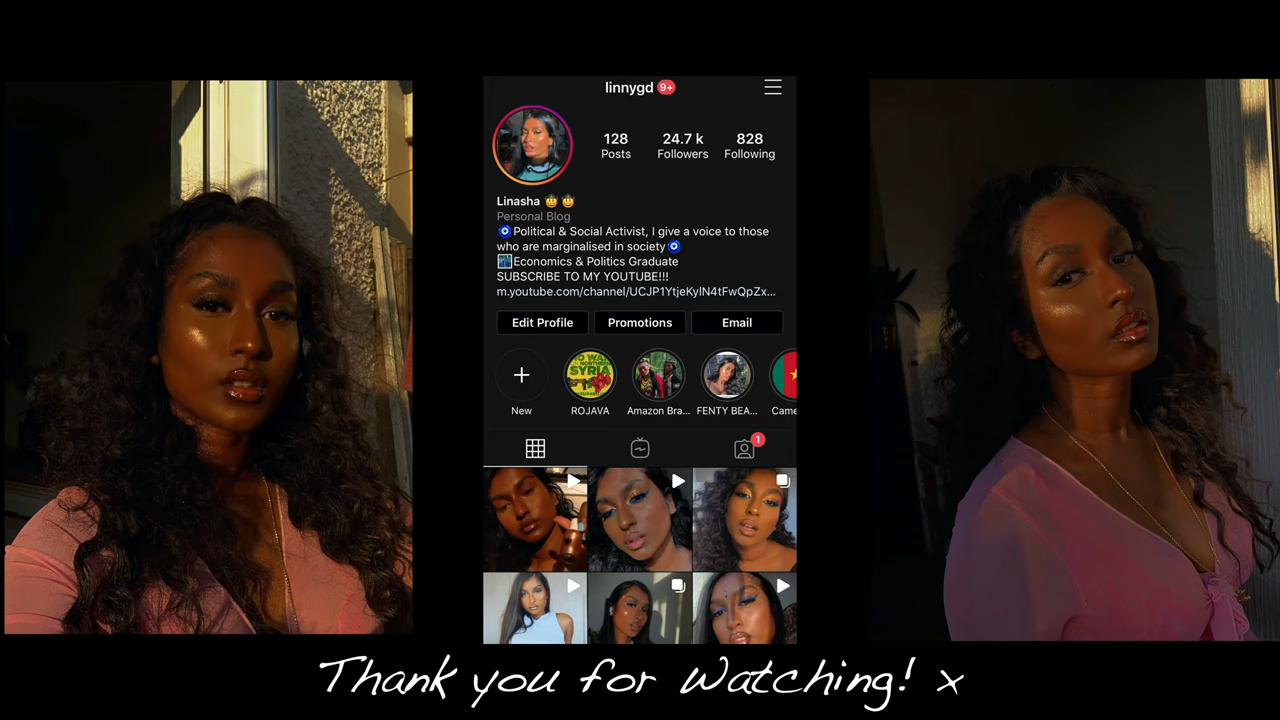 linnygd 9+
128 24.7 k 828
Posts Followers Following
Linasha
Personal Blog
Political & Social Activist, I give a voice to those
who are marginalised in society
Economics & Politics Graduate
SUBSCRIBE TO MY YOUTUBE!!!
m.youtube.com/channel/UCJP1YtjeKyIN4tFwQpZx...
Edit Profile Promotions Email
SYRIA
New ROJAVA Amazon Bra... FENTY BEA... Came
1
Thank you for Watching! x